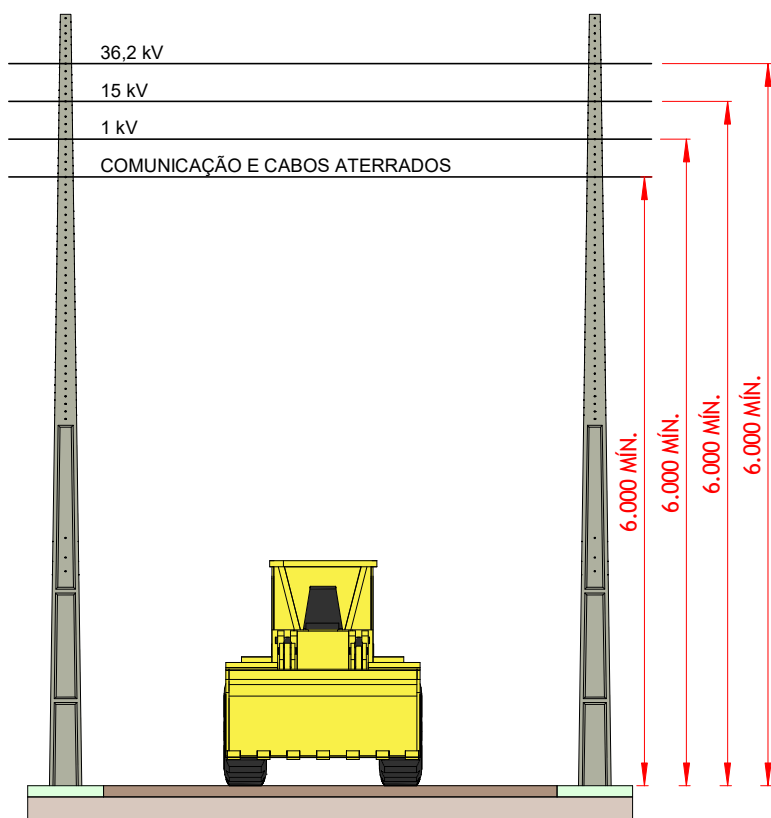 36,2 kV
15 kV
1 kV
COMUNICAÇÃO E CABOS ATERRADOS
6.000 MÍN.
6.000 MÍN.
6.000 MÍN.
6.000 MÍN.